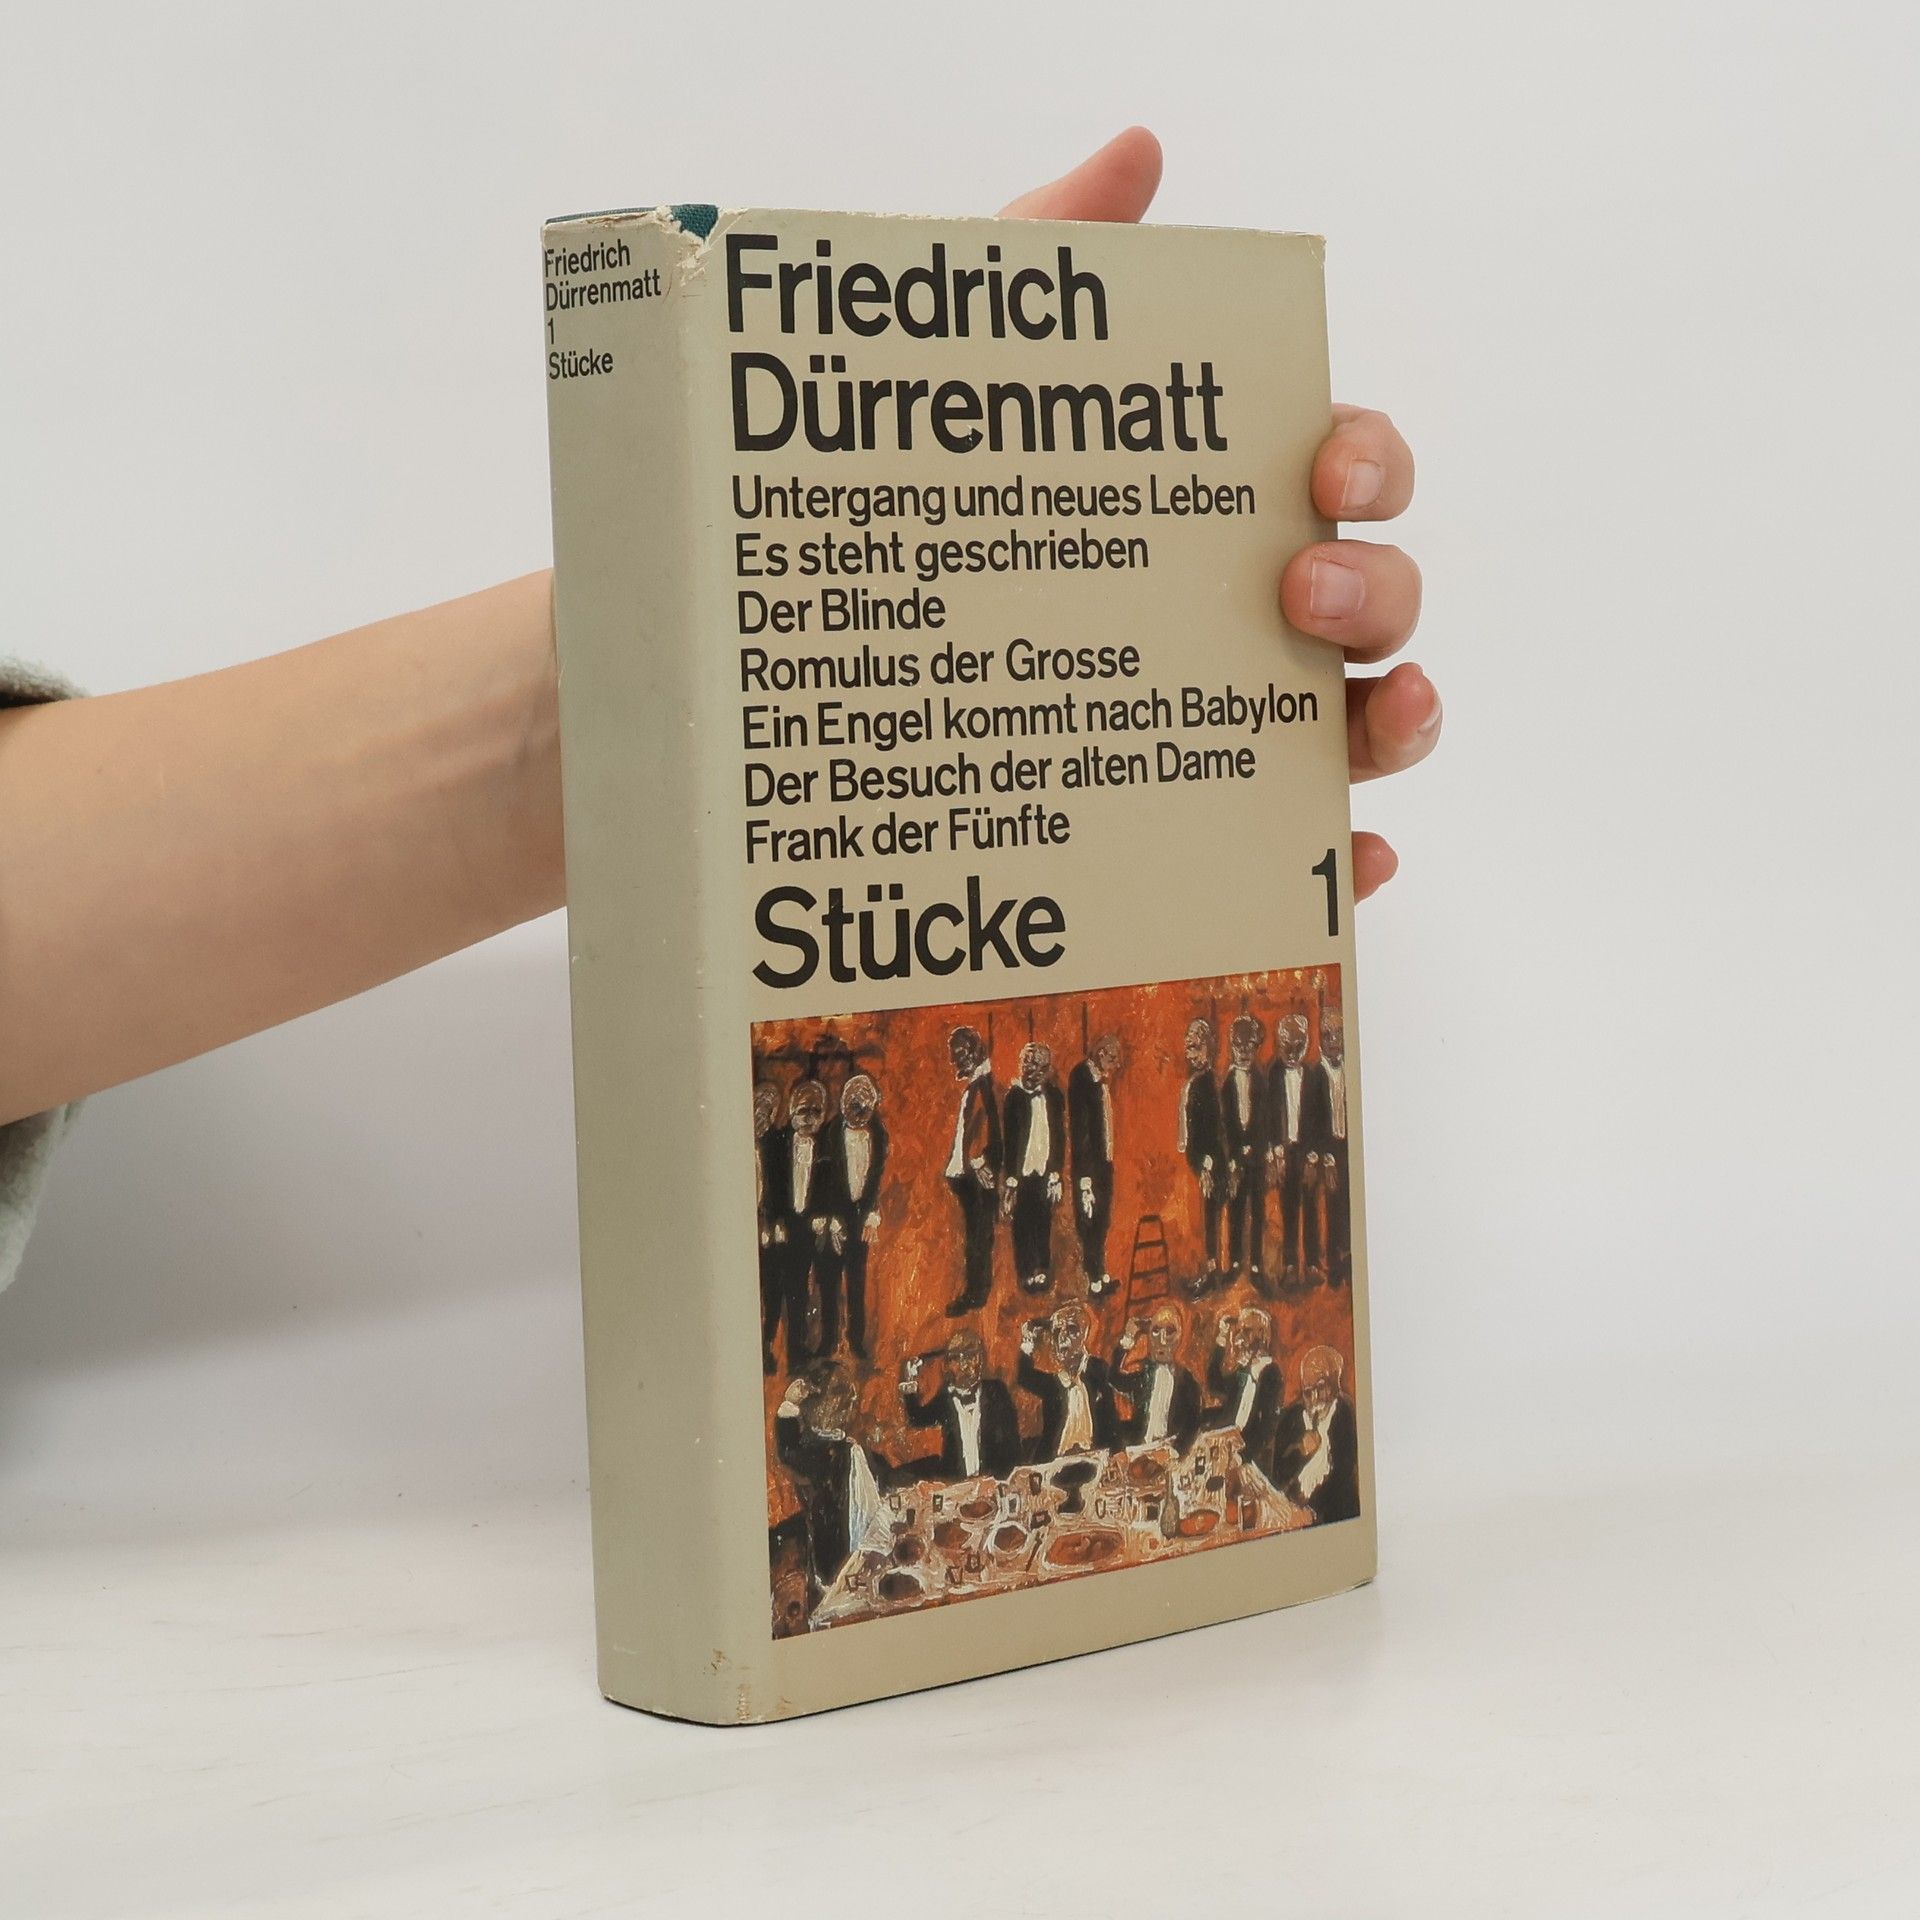 Friedrich
Dürrenmatt
1
Stücke
Friedrich
Dürrenmatt
Untergang und neues Leben
Es steht geschrieben
Der Blinde
Romulus der Grosse
Ein Engel kommt nach Babylon
Der Besuch der alten Dame
Frank der Fünfte
Stücke 1